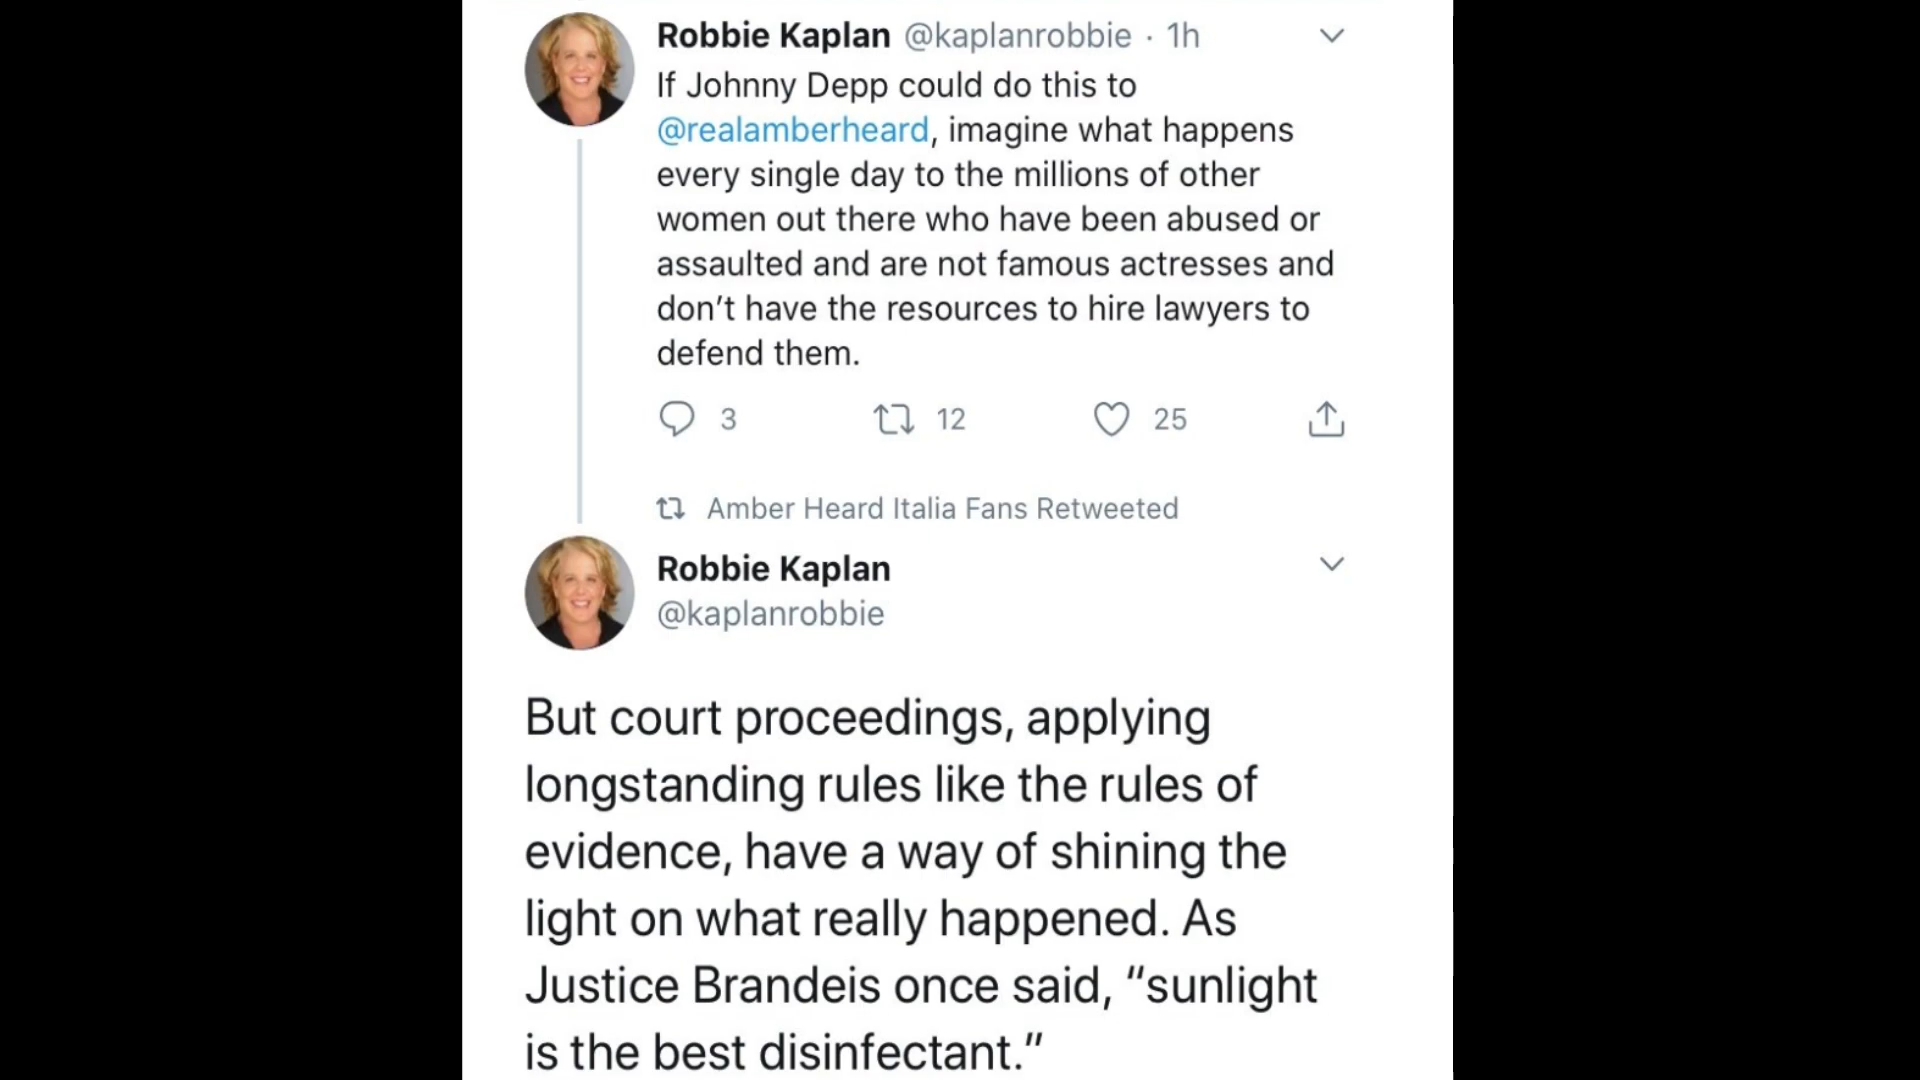 Robbie Kaplan @kaplanrobbie · 1h
If Johnny Depp could do this to
@realamberheard, imagine what happens
every single day to the millions of other
women out there who have been abused or
assaulted and are not famous actresses and
don’t have the resources to hire lawyers to
defend them.
3 12 25
Amber Heard Italia Fans Retweeted
Robbie Kaplan
@kaplanrobbie
But court proceedings, applying
longstanding rules like the rules of
evidence, have a way of shining the
light on what really happened. As
Justice Brandeis once said, “sunlight
is the best disinfectant.”